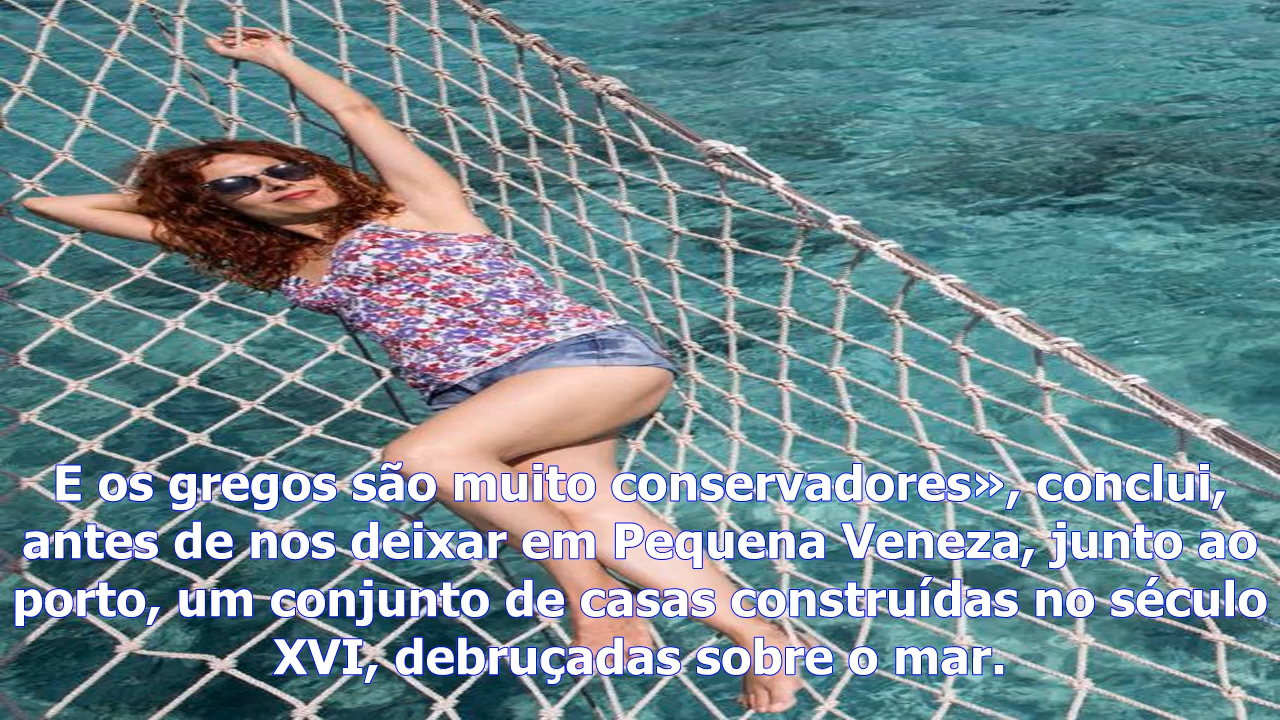 E os gregos são muito conservadores», conclui,
antes de nos deixar em Pequena Veneza, junto ao
porto, um conjunto de casas construídas no século
XVI, debruçadas sobre o mar.